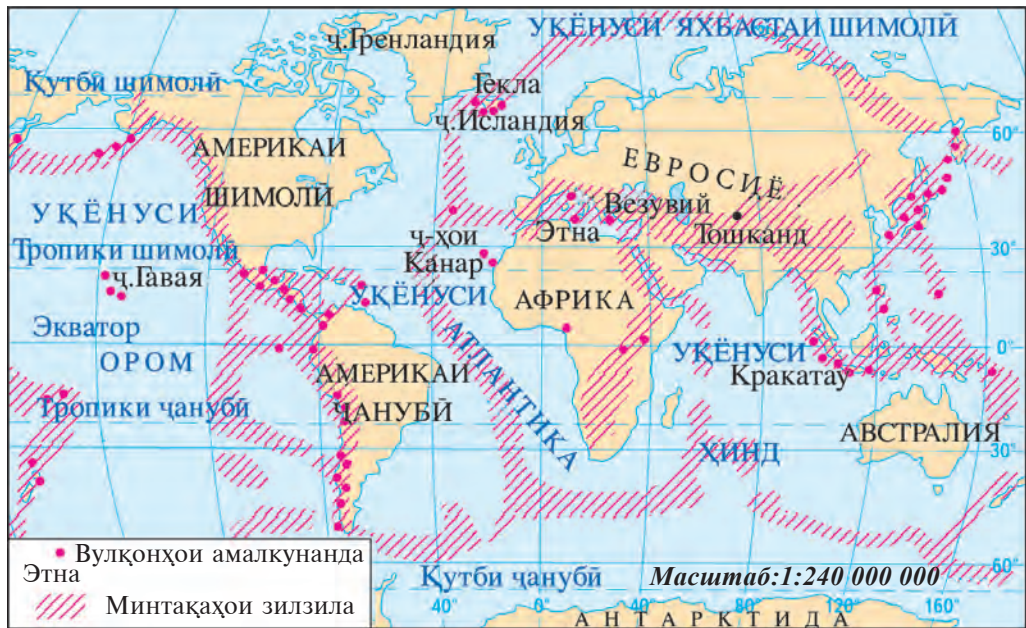 ҷ.Гренландия
УҚЁНУСИ ЯХБАСТАИ ШИМОЛӢ
Қутбӣ шимолӣ
Гекла
ҷ.Исландия
60°
АМЕРИКАИ
ШИМОЛӢ
ЕВРОСИЁ
УҚЁНУСИ
Везувий
Этна
Тошканд
Тропики шимолӣ
ҷ-ҳои
Канар
30°
ҷ.Гавая
УҚЁНУСИ
АФРИКА
Экватор
ОРОМ
АТЛАНТИКА
УҚЁНУСИ
0°
АМЕРИКАИ
ҶАНУБӢ
Кракатау
Тропики ҷанубӣ
АВСТРАЛИЯ
ҲИНД
30°
Вулқонҳои амалкунанда
Этна
Минтақаҳои зилзила
Қутби ҷанубӣ
Масштаб:1:240 000 000
60°
40° 0° 40° 80° 120° 160°
АНТАРКТИДА